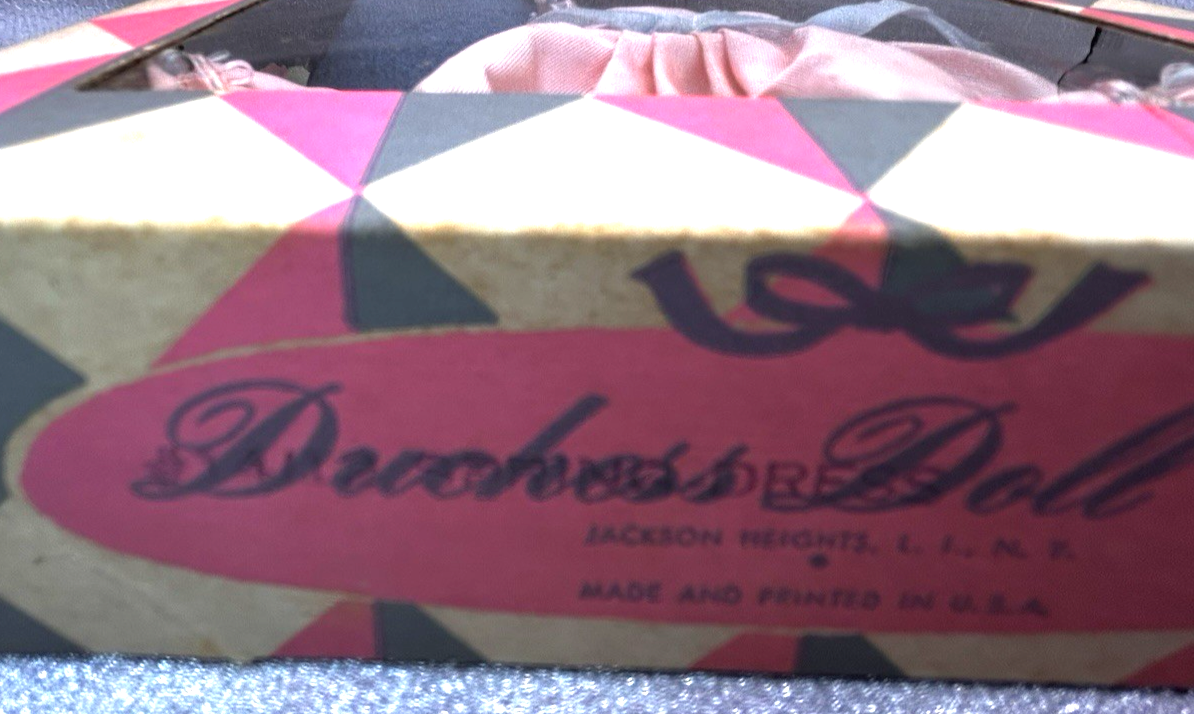 Duchess Doll
DRESS
JACKSON HEIGHTS, L. I., N. Y.
MADE AND PRINTED IN U.S.A.